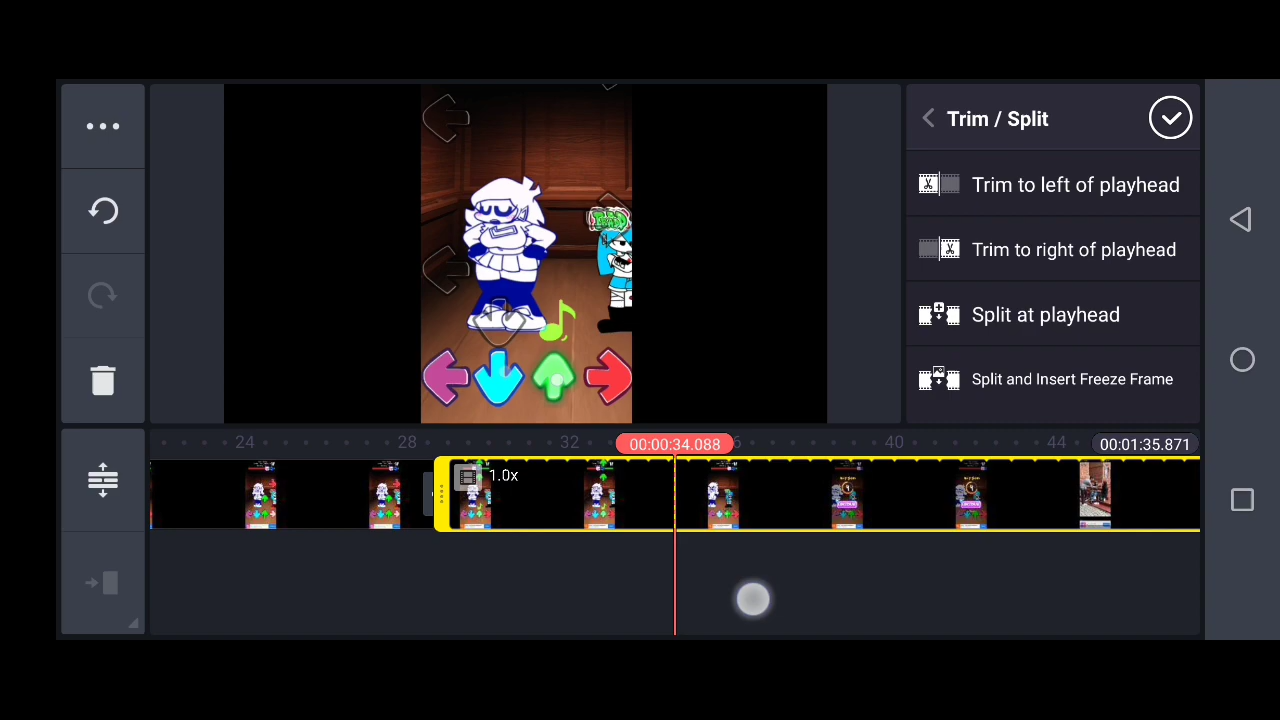 Trim / Split
Trim to left of playhead
Trim to right of playhead
Split at playhead
Split and Insert Freeze Frame
24
28
32
00:00:34.088
6
40
44
00:01:35.871
1.0x